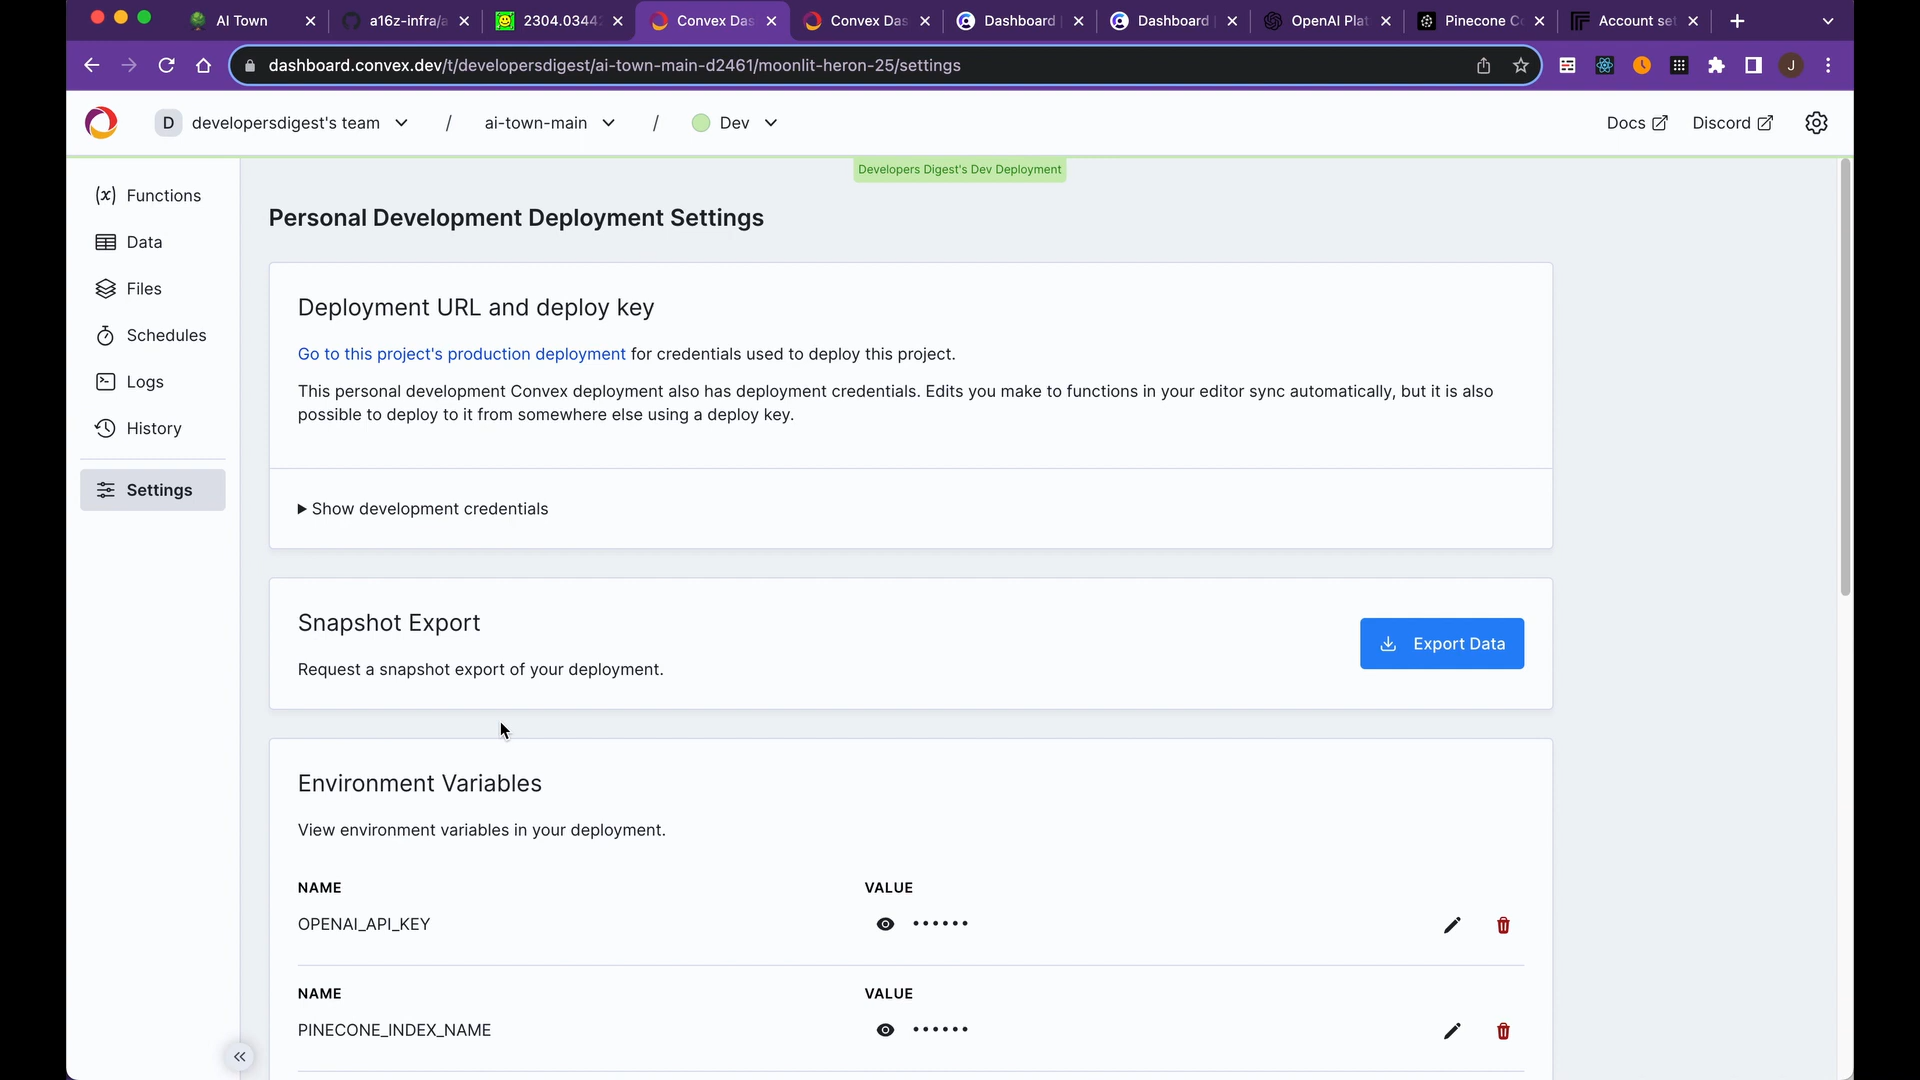 AI Town
a16z-infra/a
2304.0344
Convex Das
Convex Das
Dashboard
Dashboard
OpenAI Plat
Pinecone C
Account set
dashboard.convex.dev/t/developersdigest/ai-town-main-d2461/moonlit-heron-25/settings
J
D developersdigest's team / ai-town-main / Dev
Docs
Discord
Developers Digest's Dev Deployment
Functions
Data
Files
Schedules
Logs
History
Settings
Personal Development Deployment Settings
Deployment URL and deploy key
Go to this project's production deployment for credentials used to deploy this project.
This personal development Convex deployment also has deployment credentials. Edits you make to functions in your editor sync automatically, but it is also
possible to deploy to it from somewhere else using a deploy key.
Show development credentials
Snapshot Export
Request a snapshot export of your deployment.
Export Data
Environment Variables
View environment variables in your deployment.
NAME VALUE
OPENAI_API_KEY ••••••
NAME VALUE
PINECONE_INDEX_NAME ••••••